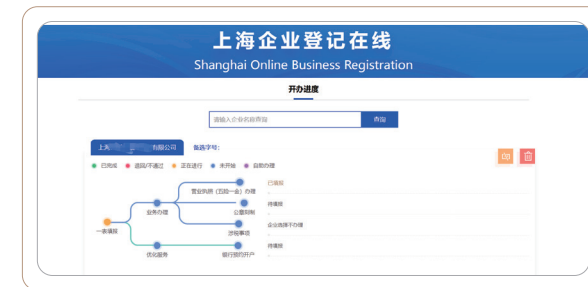 上海企业登记在线
Shanghai Online Business Registration
开办进度
请输入企业名称查询
查询
有限公司
备选字号:
已完成 退回/不通过 正在进行 未开始 自助办理
营业执照(五险一金)办理
已填报
业务办理
公章刻制
待填报
一表填报
涉税事项
企业选择不办理
优化服务
银行预约开户
待填报